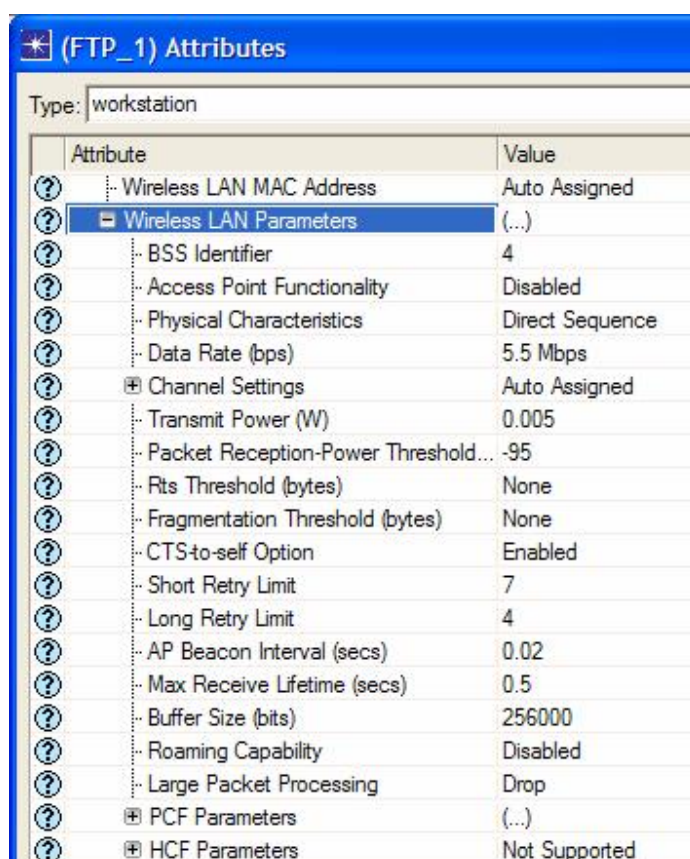 (FTP_1) Attributes
Type: workstation
Attribute Value
? Wireless LAN MAC Address Auto Assigned
? Wireless LAN Parameters (...)
? BSS Identifier 4
? Access Point Functionality Disabled
? Physical Characteristics Direct Sequence
? Data Rate (bps) 5.5 Mbps
? Channel Settings Auto Assigned
? Transmit Power (W) 0.005
? Packet Reception-Power Threshold... -95
? Rts Threshold (bytes) None
? Fragmentation Threshold (bytes) None
? CTS-to-self Option Enabled
? Short Retry Limit 7
? Long Retry Limit 4
? AP Beacon Interval (secs) 0.02
? Max Receive Lifetime (secs) 0.5
? Buffer Size (bits) 256000
? Roaming Capability Disabled
? Large Packet Processing Drop
? PCF Parameters (...)
? HCF Parameters Not Supported